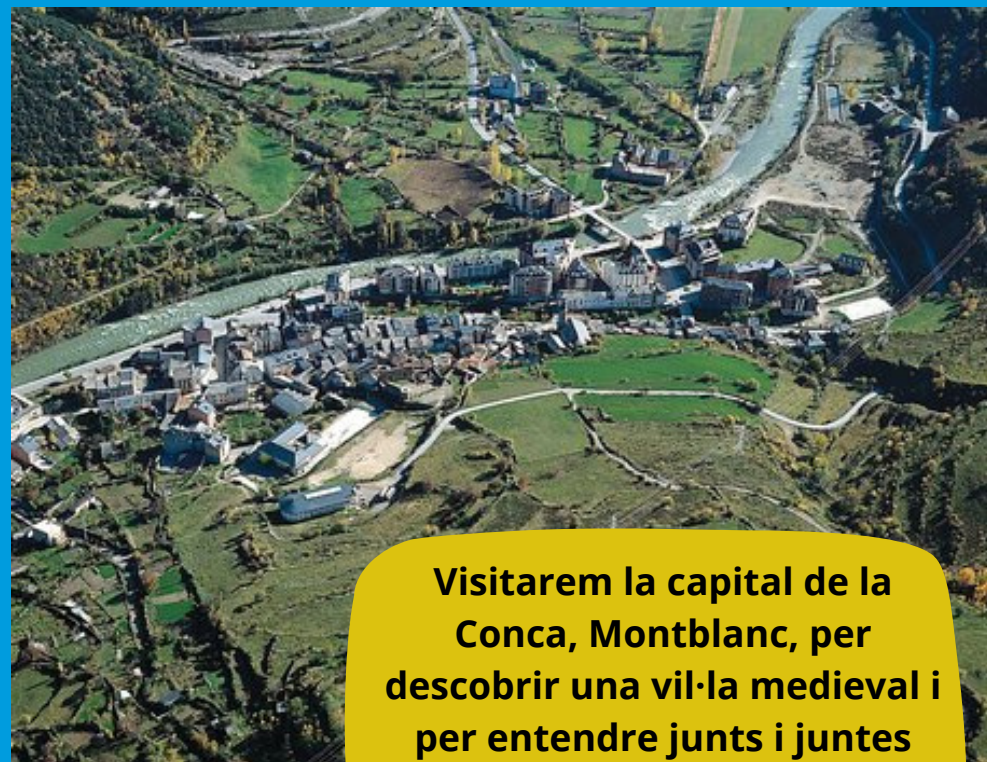 Visitarem la capital de la
Conca, Montblanc, per
descobrir una vil·la medieval i
per entendre junts i juntes